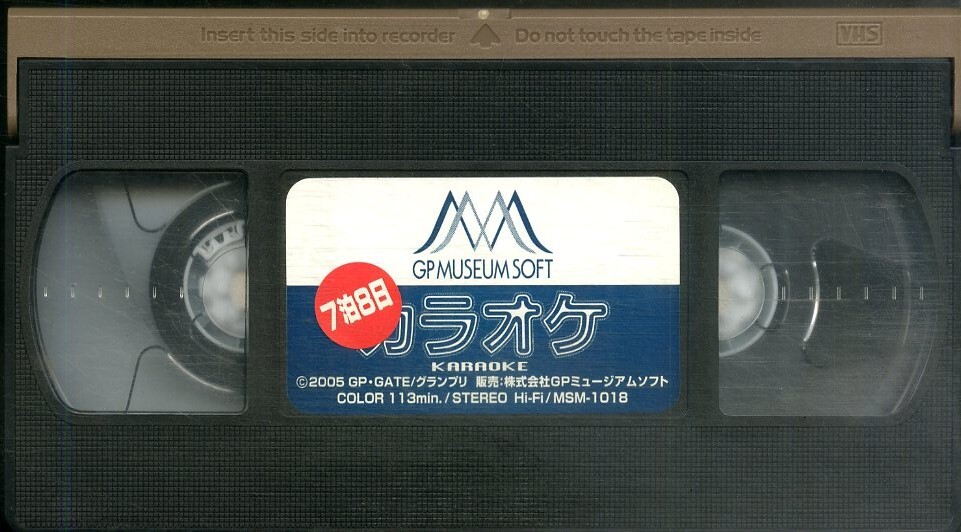 Insert this side into recorder Do not touch the tape inside VHS
GP MUSEUM SOFT
7泊8日
カラオケ
KARAOKE
©2005 GP・GATE/グランプリ 販売:株式会社GPミュージアムソフト
COLOR 113min./STEREO Hi-Fi/MSM-1018